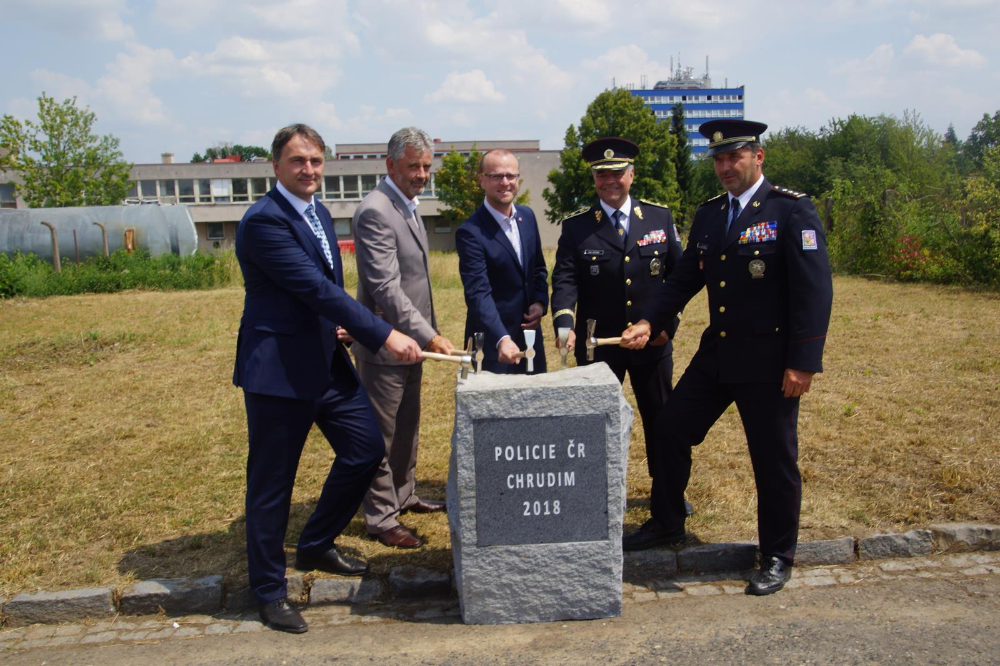 POLICIE ČR
CHRUDIM
2018